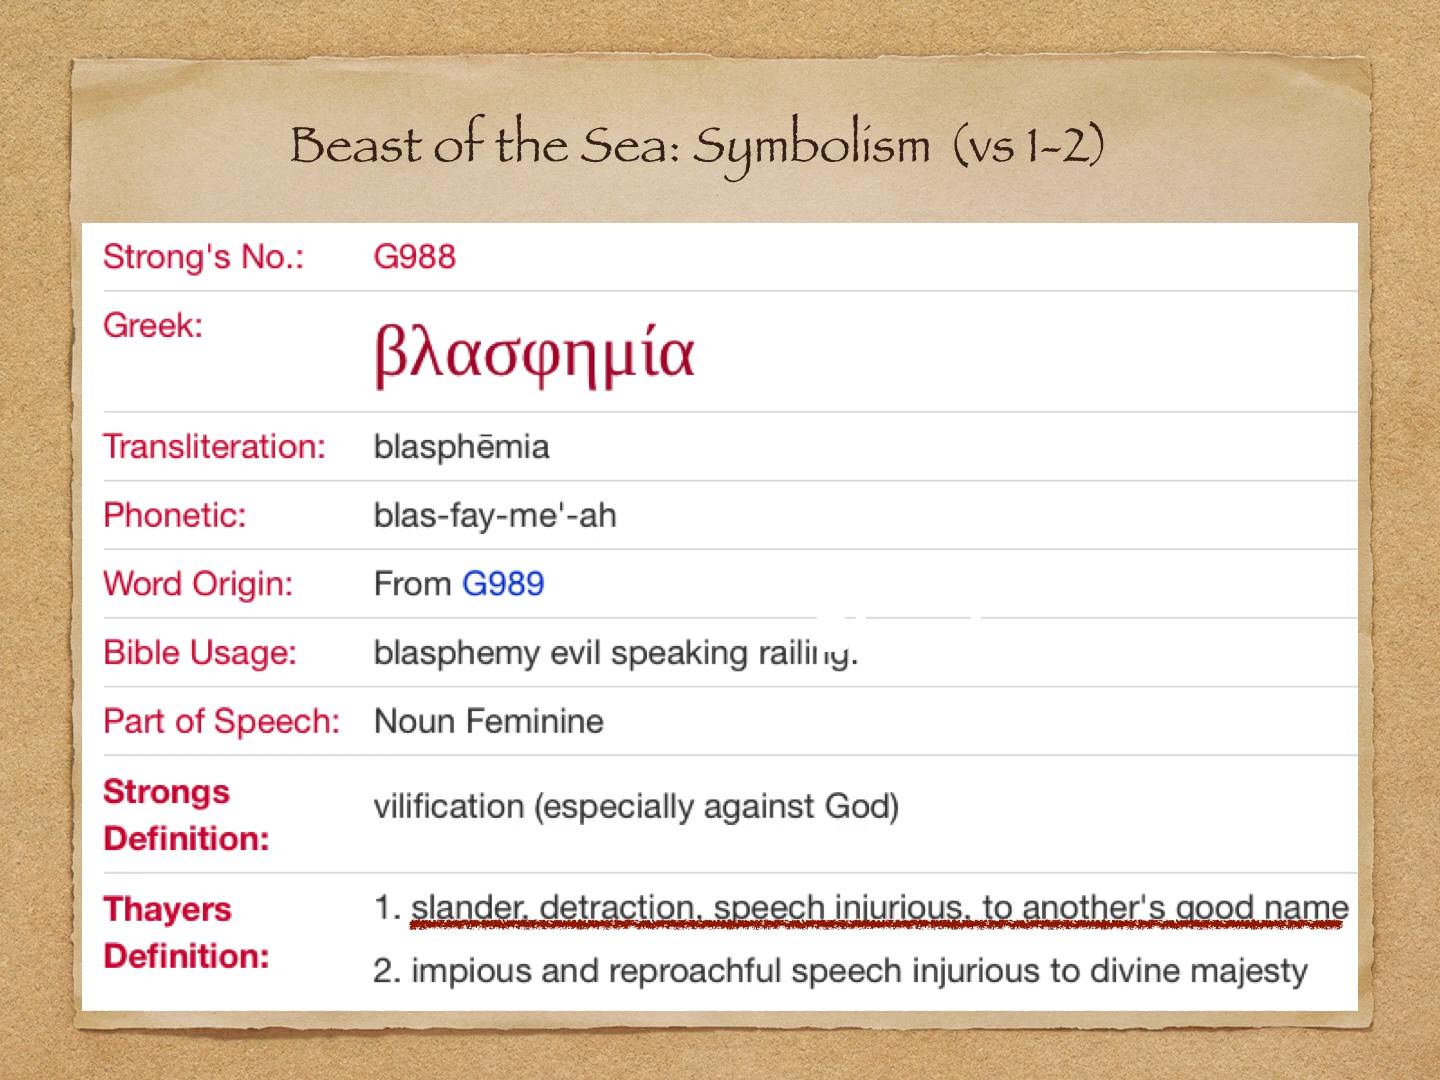 Beast of the Sea: Symbolism (vs 1-2)
Strong's No.: G988
Greek: βλασφημία
Transliteration: blasphēmia
Phonetic: blas-fay-me'-ah
Word Origin: From G989
Bible Usage: blasphemy evil speaking railing.
Part of Speech: Noun Feminine
Strongs Definition: vilification (especially against God)
Thayers Definition: 1. slander, detraction, speech injurious, to another's good name
2. impious and reproachful speech injurious to divine majesty